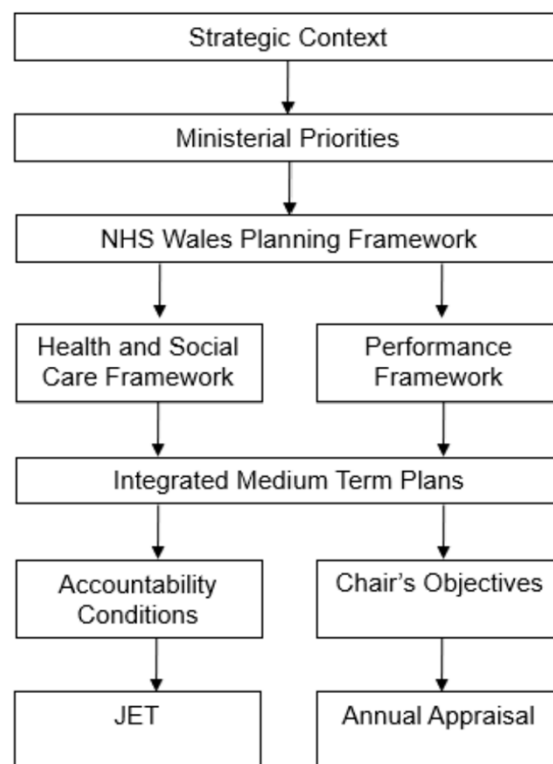 Strategic Context
Ministerial Priorities
NHS Wales Planning Framework
Health and Social
Care Framework
Performance
Framework
Integrated Medium Term Plans
Accountability
Conditions
Chair's Objectives
JET
Annual Appraisal